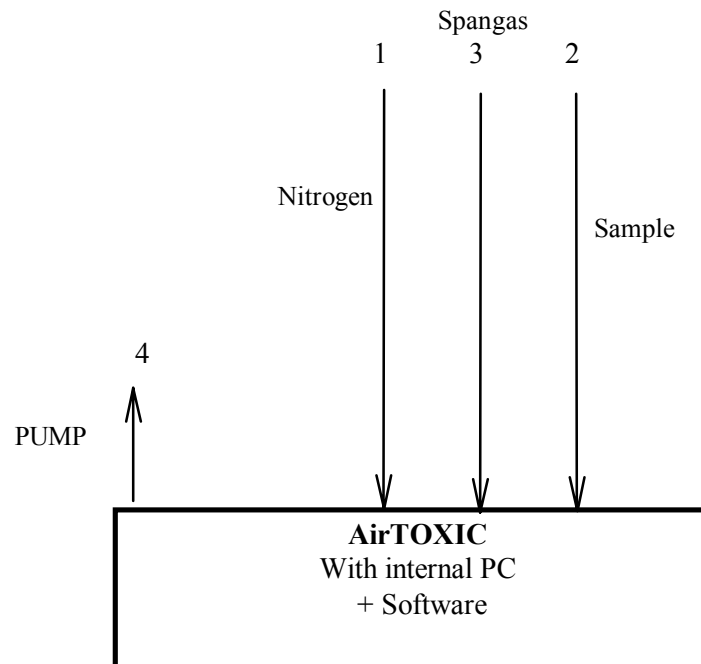 Spangas
1 3 2
Nitrogen
Sample
4
PUMP
AirTOXIC
With internal PC
+ Software